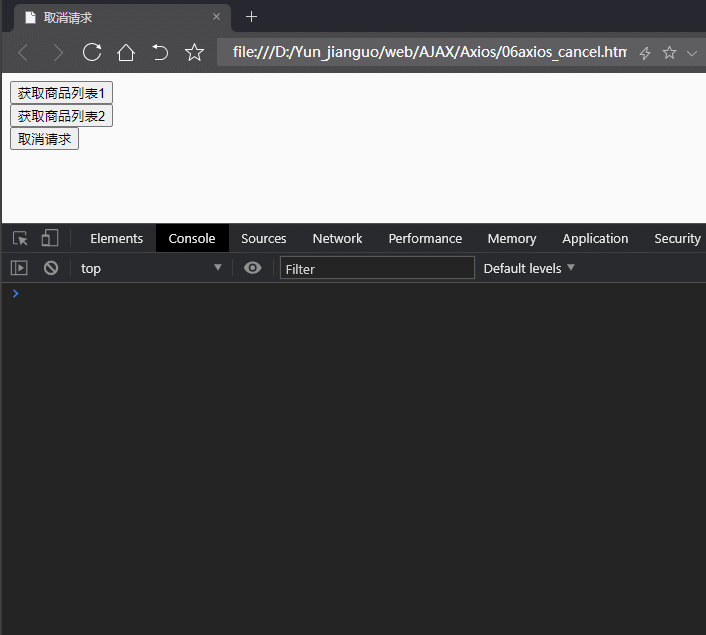 取消请求
file:///D:/Yun_jianguo/web/AJAX/Axios/06axios_cancel.htm
获取商品列表1
获取商品列表2
取消请求
Elements Console Sources Network Performance Memory Application Security
top Filter Default levels